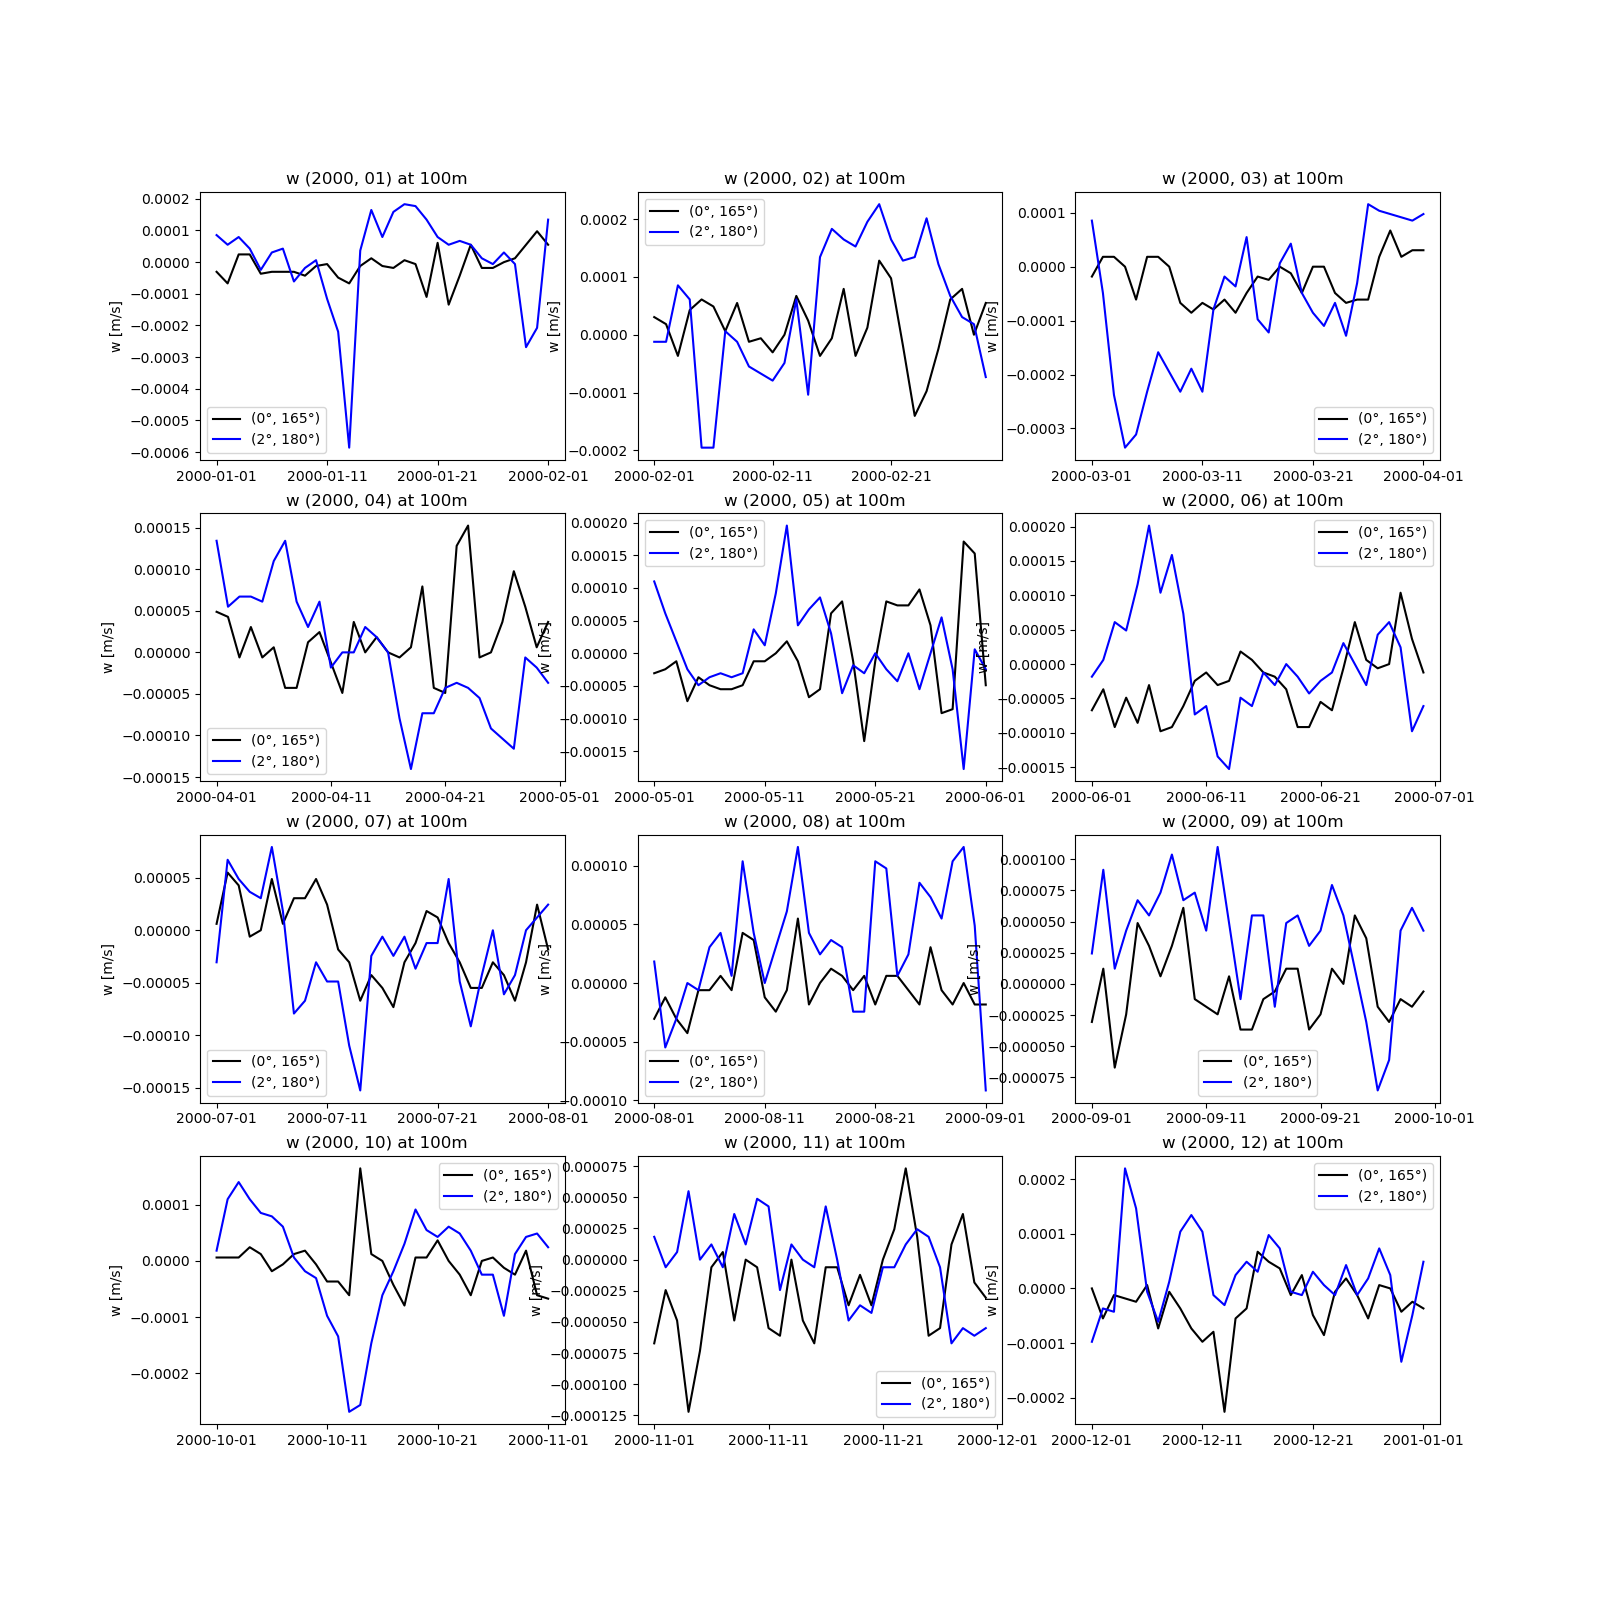 w (2000, 01) at 100m
w (2000, 02) at 100m
w (2000, 03) at 100m
0.0002
0.0001
0.0000
−0.0001
−0.0002
−0.0003
−0.0004
−0.0005
−0.0006
w [m/s]
(0°, 165°)
(2°, 180°)
2000-01-01 2000-01-11 2000-01-21 2000-02-01
0.0002
0.0001
0.0000
−0.0001
−0.0002
w [m/s]
(0°, 165°)
(2°, 180°)
2000-02-01 2000-02-11 2000-02-21
0.0001
0.0000
−0.0001
−0.0002
−0.0003
w [m/s]
(0°, 165°)
(2°, 180°)
2000-03-01 2000-03-11 2000-03-21 2000-04-01
w (2000, 04) at 100m
w (2000, 05) at 100m
w (2000, 06) at 100m
0.00015
0.00010
0.00005
0.00000
−0.00005
−0.00010
−0.00015
w [m/s]
(0°, 165°)
(2°, 180°)
2000-04-01 2000-04-11 2000-04-21 2000-05-01
0.00020
0.00015
0.00010
0.00005
0.00000
−0.00005
−0.00010
−0.00015
w [m/s]
(0°, 165°)
(2°, 180°)
2000-05-01 2000-05-11 2000-05-21 2000-06-01
0.00020
0.00015
0.00010
0.00005
0.00000
−0.00005
−0.00010
−0.00015
w [m/s]
(0°, 165°)
(2°, 180°)
2000-06-01 2000-06-11 2000-06-21 2000-07-01
w (2000, 07) at 100m
w (2000, 08) at 100m
w (2000, 09) at 100m
0.00005
0.00000
−0.00005
−0.00010
−0.00015
w [m/s]
(0°, 165°)
(2°, 180°)
2000-07-01 2000-07-11 2000-07-21 2000-08-01
0.00010
0.00005
0.00000
−0.00005
−0.00010
w [m/s]
(0°, 165°)
(2°, 180°)
2000-08-01 2000-08-11 2000-08-21 2000-09-01
0.000100
0.000075
0.000050
0.000025
0.000000
−0.000025
−0.000050
−0.000075
w [m/s]
(0°, 165°)
(2°, 180°)
2000-09-01 2000-09-11 2000-09-21 2000-10-01
w (2000, 10) at 100m
w (2000, 11) at 100m
w (2000, 12) at 100m
0.0001
0.0000
−0.0001
−0.0002
w [m/s]
(0°, 165°)
(2°, 180°)
2000-10-01 2000-10-11 2000-10-21 2000-11-01
0.000075
0.000050
0.000025
0.000000
−0.000025
−0.000050
−0.000075
−0.000100
−0.000125
w [m/s]
(0°, 165°)
(2°, 180°)
2000-11-01 2000-11-11 2000-11-21 2000-12-01
0.0002
0.0001
0.0000
−0.0001
−0.0002
w [m/s]
(0°, 165°)
(2°, 180°)
2000-12-01 2000-12-11 2000-12-21 2001-01-01